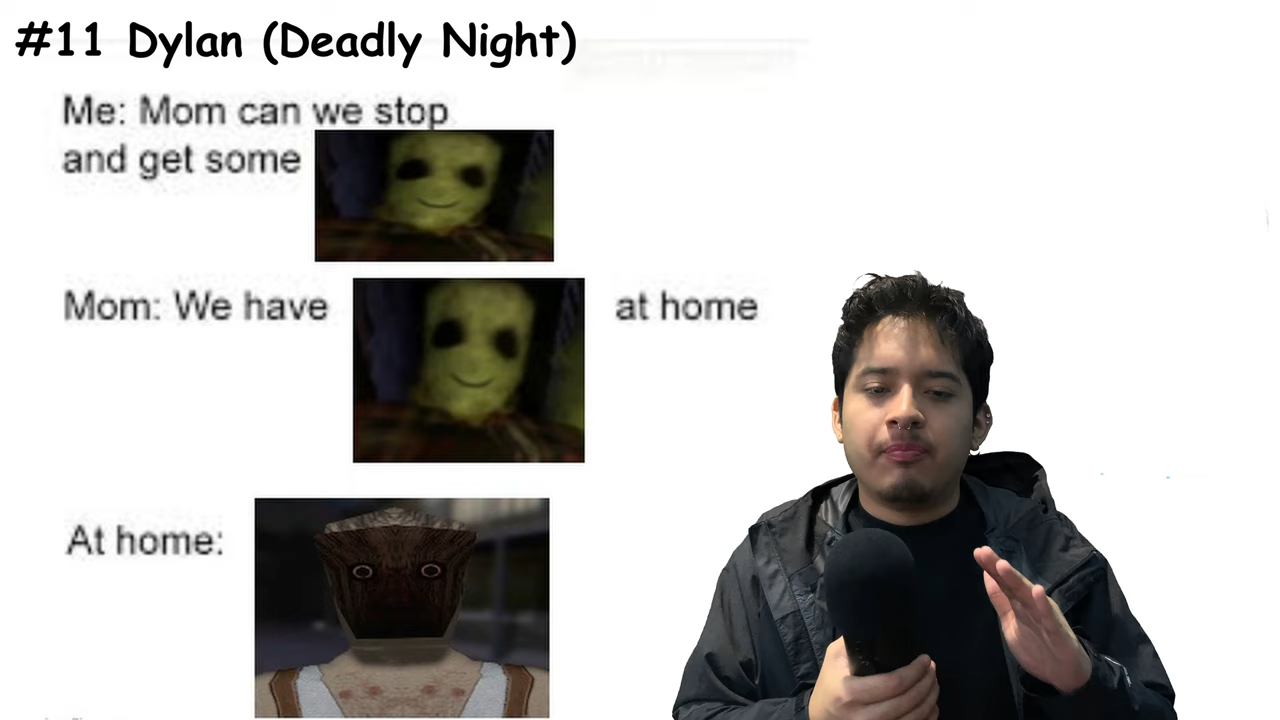 #11 Dylan (Deadly Night)
Me: Mom can we stop
and get some
Mom: We have at home
At home: